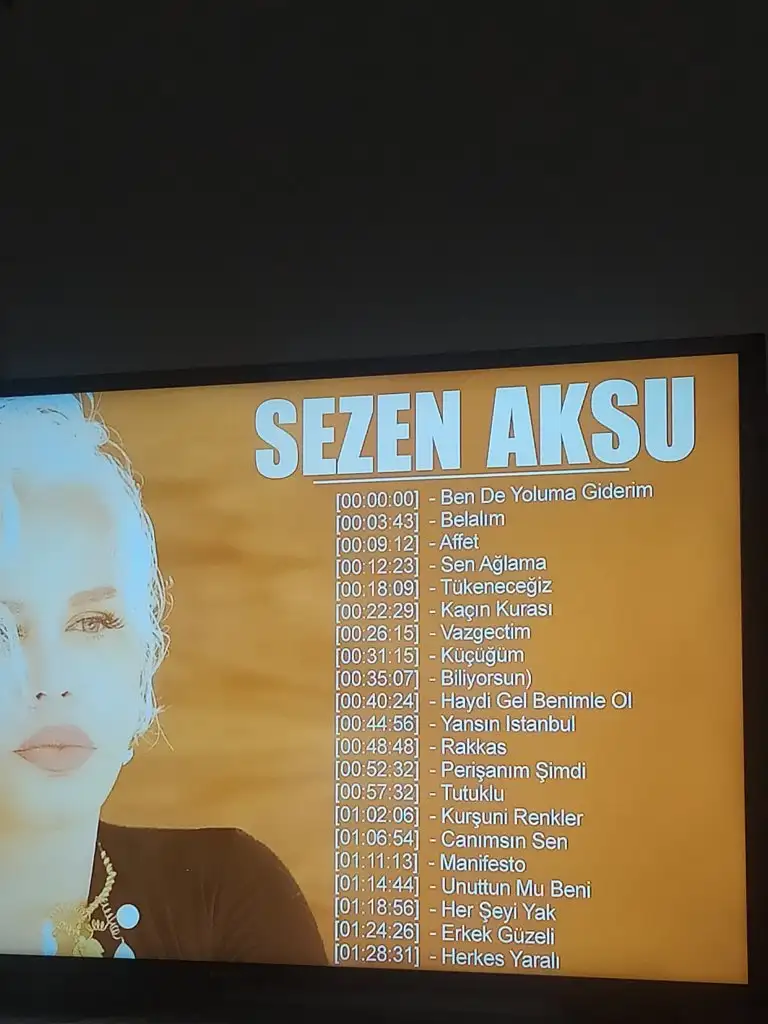 SEZEN AKSU
[00:00:00] - Ben De Yoluma Giderim
[00:03:43] - Belalım
[00:09:12] - Affet
[00:12:23] - Sen Ağlama
[00:18:09] - Tükeneceğiz
[00:22:29] - Kaçın Kurası
[00.26:15] - Vazgectim
[00:31:15] - Küçüğüm
[00:35:07] - Biliyorsun)
[00:40:24] - Haydi Gel Benimle Ol
[00:44:56] - Yansın Istanbul
[00:48:48] - Rakkas
[00:52:32] - Perişanım Şimdi
[00:57:32] - Tutuklu
[01:02:06] - Kurşuni Renkler
[01:06:54] - Canımsın Sen
[01:11:13] - Manifesto
[01:14:44] - Unuttun Mu Beni
[01:18:56] - Her Şeyi Yak
[01:24:26] - Erkek Güzeli
[01:28:31] - Herkes Yaralı